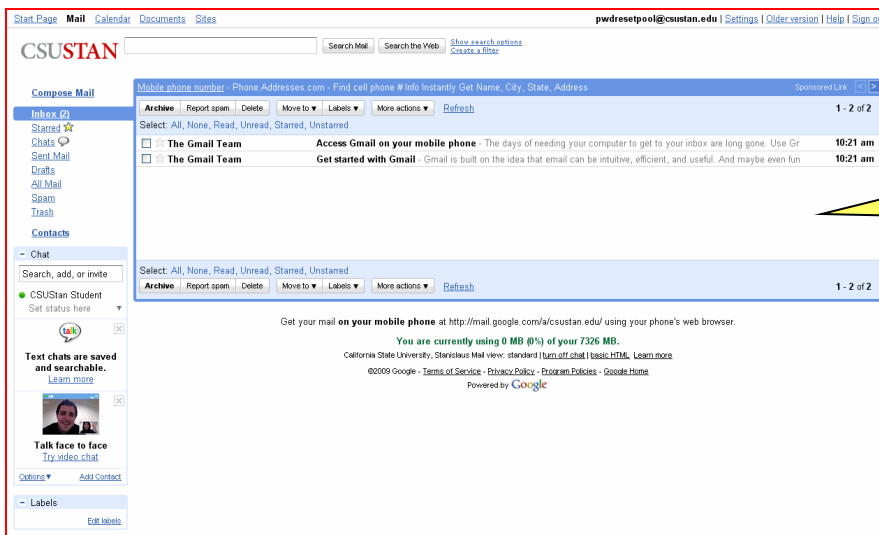 Start Page Mail Calendar Documents Sites
pwdresetpool@csustan.edu | Settings | Older version | Help | Sign o
CSUSTAN
Search Mail Search the Web Show search options
Create a filter
Compose Mail
Inbox (2)
Starred
Chats
Sent Mail
Drafts
All Mail
Spam
Trash
Contacts
Mobile phone number - Phone.Addresses.com - Find cell phone # Info Instantly Get Name, City, State, Address Sponsored Link < >
Archive Report spam Delete Move to ▼ Labels ▼ More actions ▼ Refresh 1 - 2 of 2
Select: All, None, Read, Unread, Starred, Unstarred
The Gmail Team Access Gmail on your mobile phone - The days of needing your computer to get to your inbox are long gone. Use Gr 10:21 am
The Gmail Team Get started with Gmail - Gmail is built on the idea that email can be intuitive, efficient, and useful. And maybe even fun 10:21 am
Select: All, None, Read, Unread, Starred, Unstarred
Archive Report spam Delete Move to ▼ Labels ▼ More actions ▼ Refresh 1 - 2 of 2
− Chat
Search, add, or invite
CSUStan Student
Set status here ▼
talk
Text chats are saved
and searchable.
Learn more
Talk face to face
Try video chat
Options ▼ Add Contact
− Labels
Edit labels
Get your mail on your mobile phone at http://mail.google.com/a/csustan.edu/ using your phone's web browser.
You are currently using 0 MB (0%) of your 7326 MB.
California State University, Stanislaus Mail view: standard | turn off chat | basic HTML Learn more
©2009 Google - Terms of Service - Privacy Policy - Program Policies - Google Home
Powered by Google